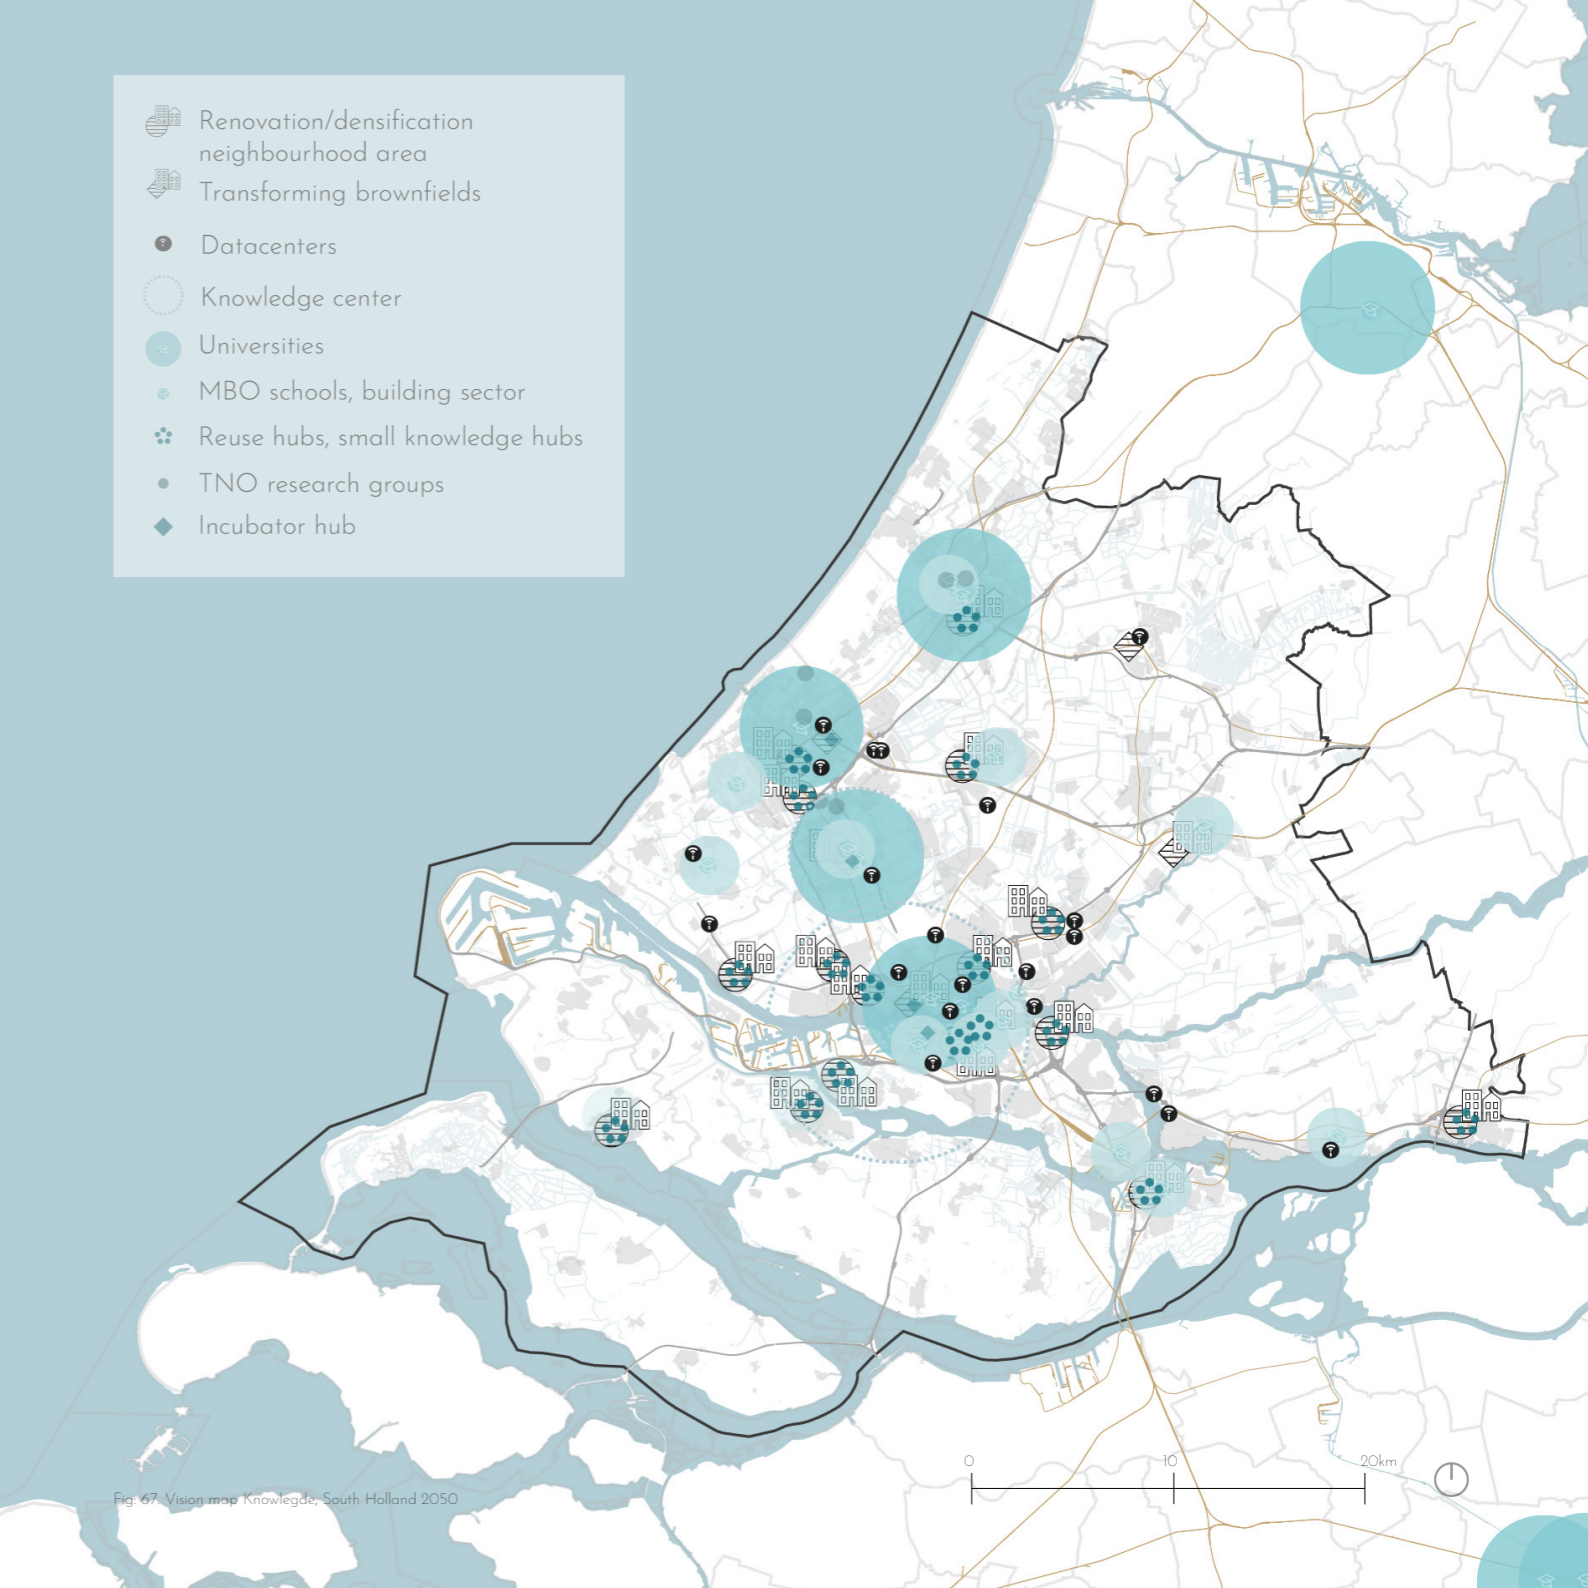 Renovation/densification
neighbourhood area
Transforming brownfields
Datacenters
Knowledge center
Universities
MBO schools, building sector
Reuse hubs, small knowledge hubs
TNO research groups
Incubator hub
0 10 20km
Fig. 67. Vision map Knowlegde, South Holland 2050